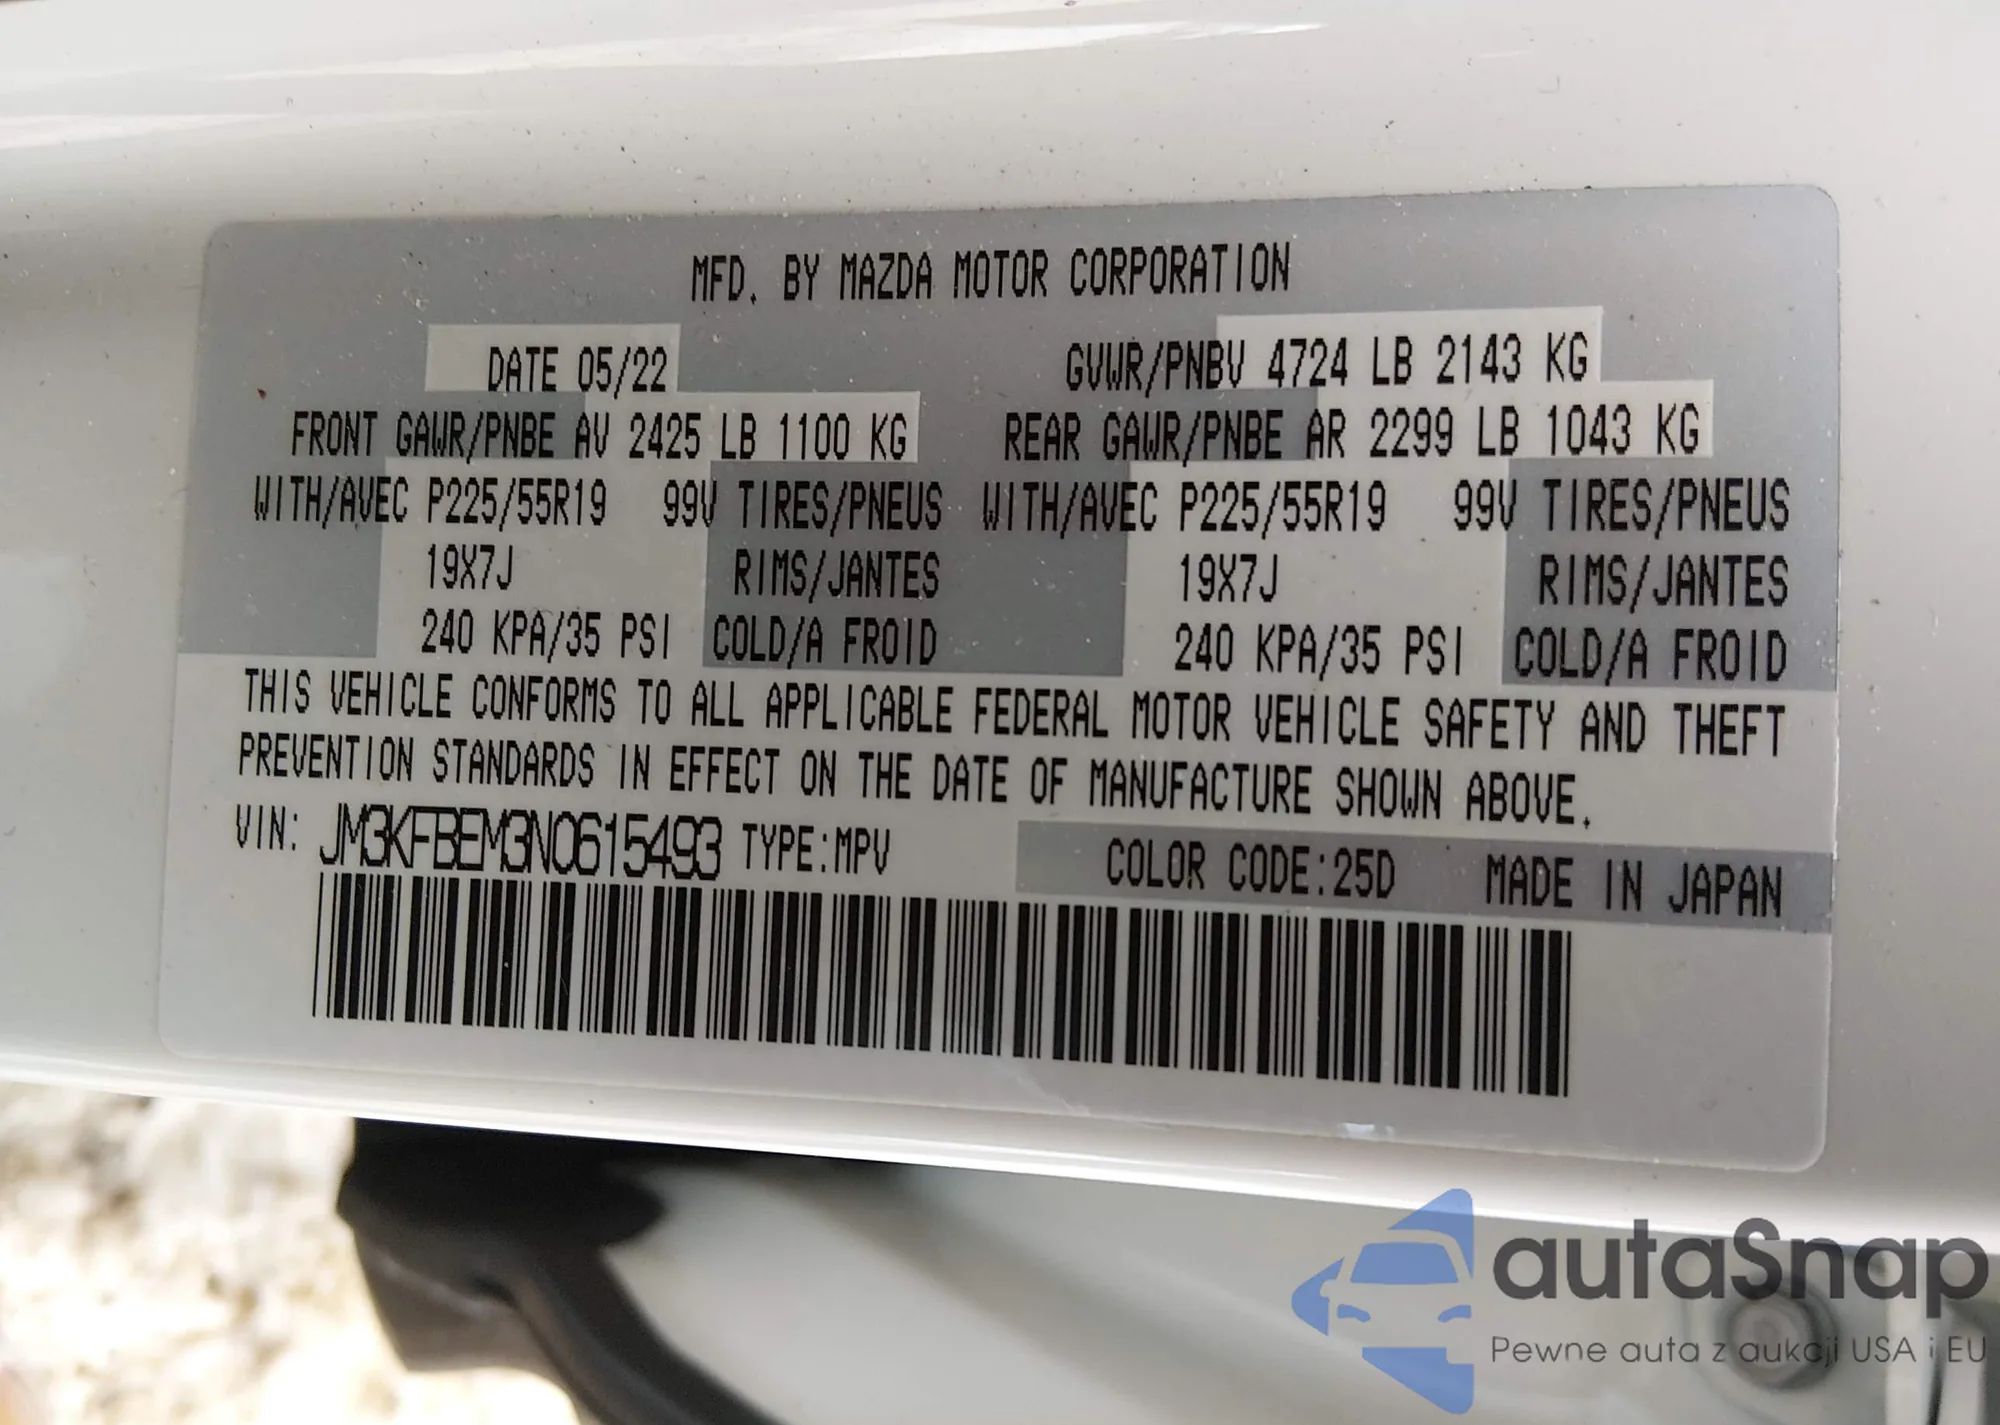 MFD. BY MAZDA MOTOR CORPORATION
DATE 05/22 GVWR/PNBV 4724 LB 2143 KG
FRONT GAWR/PNBE AV 2425 LB 1100 KG REAR GAWR/PNBE AR 2299 LB 1043 KG
WITH/AVEC P225/55R19 99V TIRES/PNEUS WITH/AVEC P225/55R19 99V TIRES/PNEUS
19X7J RIMS/JANTES 19X7J RIMS/JANTES
240 KPA/35 PSI COLD/A FROID 240 KPA/35 PSI COLD/A FROID
THIS VEHICLE CONFORMS TO ALL APPLICABLE FEDERAL MOTOR VEHICLE SAFETY AND THEFT
PREVENTION STANDARDS IN EFFECT ON THE DATE OF MANUFACTURE SHOWN ABOVE.
VIN: JM3KFBEM3N0615493 TYPE:MPV COLOR CODE:25D MADE IN JAPAN
autaSnap
Pewne auta z aukcji USA i EU